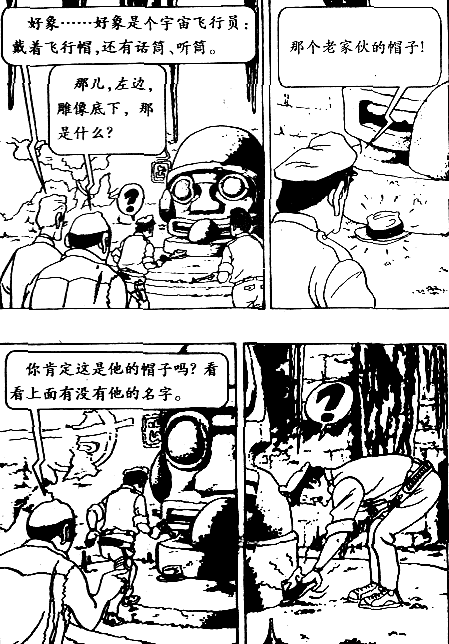 好象……好象是个宇宙飞行员：
戴着飞行帽，还有话筒、听筒。
那儿，左边，
雕像底下，那
是什么？
?
那个老家伙的帽子！
你肯定这是他的帽子吗？看
看上面有没有他的名字。
?